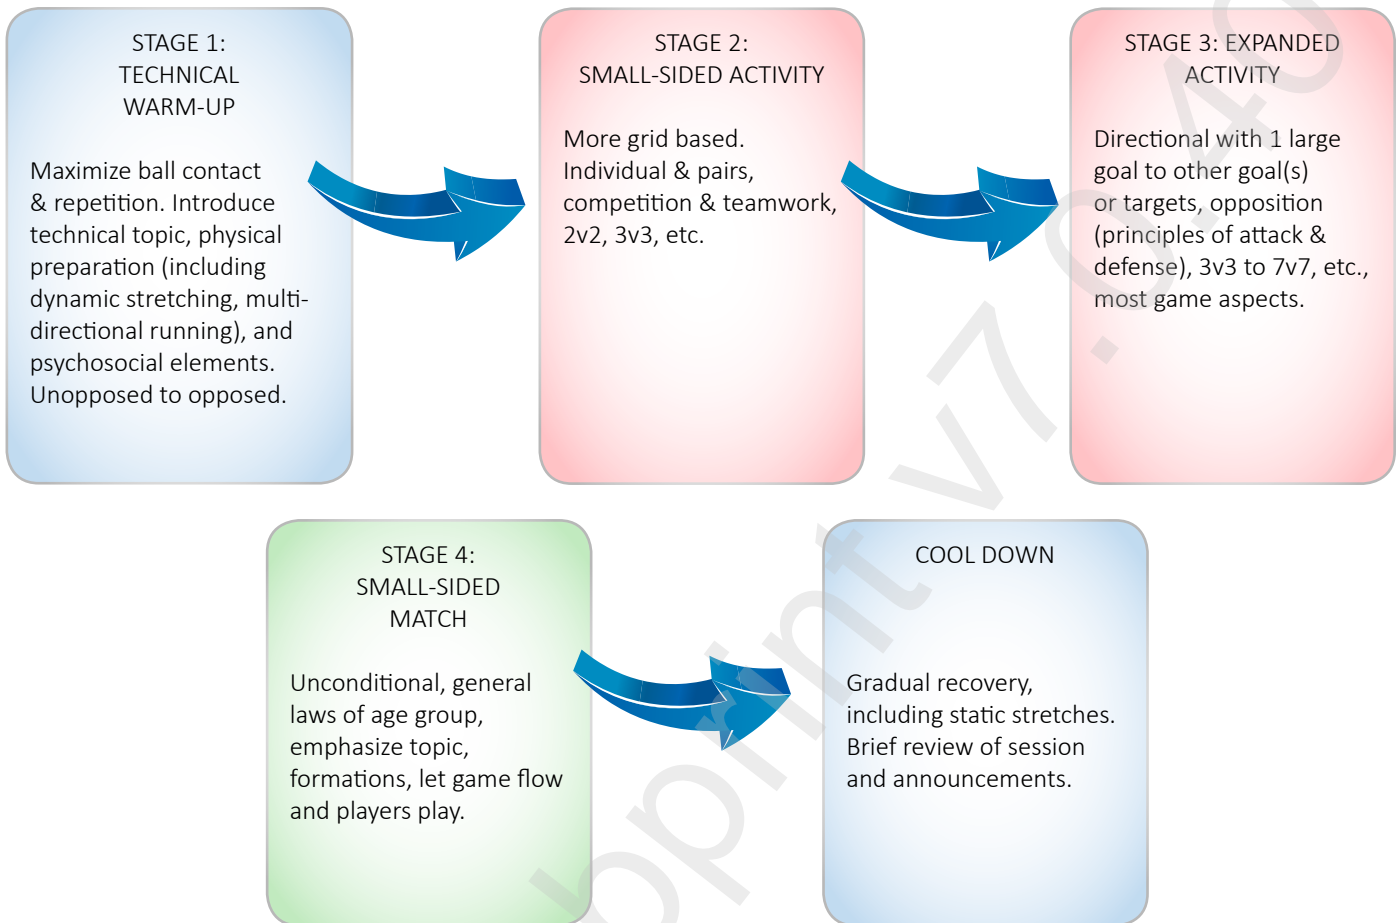 STAGE 1:
TECHNICAL
WARM-UP
Maximize ball contact
& repetition. Introduce
technical topic, physical
preparation (including
dynamic stretching, multi-
directional running), and
psychosocial elements.
Unopposed to opposed.
STAGE 2:
SMALL-SIDED ACTIVITY
More grid based.
Individual & pairs,
competition & teamwork,
2v2, 3v3, etc.
STAGE 3: EXPANDED
ACTIVITY
Directional with 1 large
goal to other goal(s)
or targets, opposition
(principles of attack &
defense), 3v3 to 7v7, etc.,
most game aspects.
STAGE 4:
SMALL-SIDED
MATCH
Unconditional, general
laws of age group,
emphasize topic,
formations, let game flow
and players play.
COOL DOWN
Gradual recovery,
including static stretches.
Brief review of session
and announcements.
bprint v7.0.40